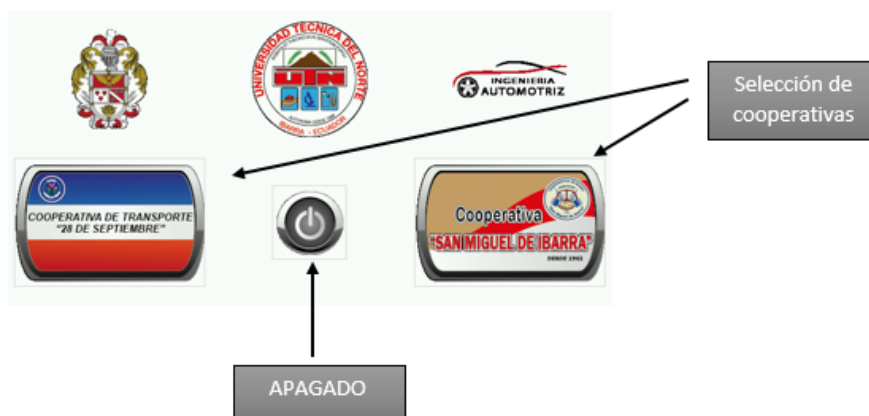 UNIVERSIDAD TÉCNICA DEL NORTE
UTN
IBARRA - ECUADOR
INGENIERIA
AUTOMOTRIZ
Selección de
cooperativas
COOPERATIVA DE TRANSPORTE
"28 DE SEPTIEMBRE"
Cooperativa
"SAN MIGUEL DE IBARRA"
DESDE 1961
APAGADO